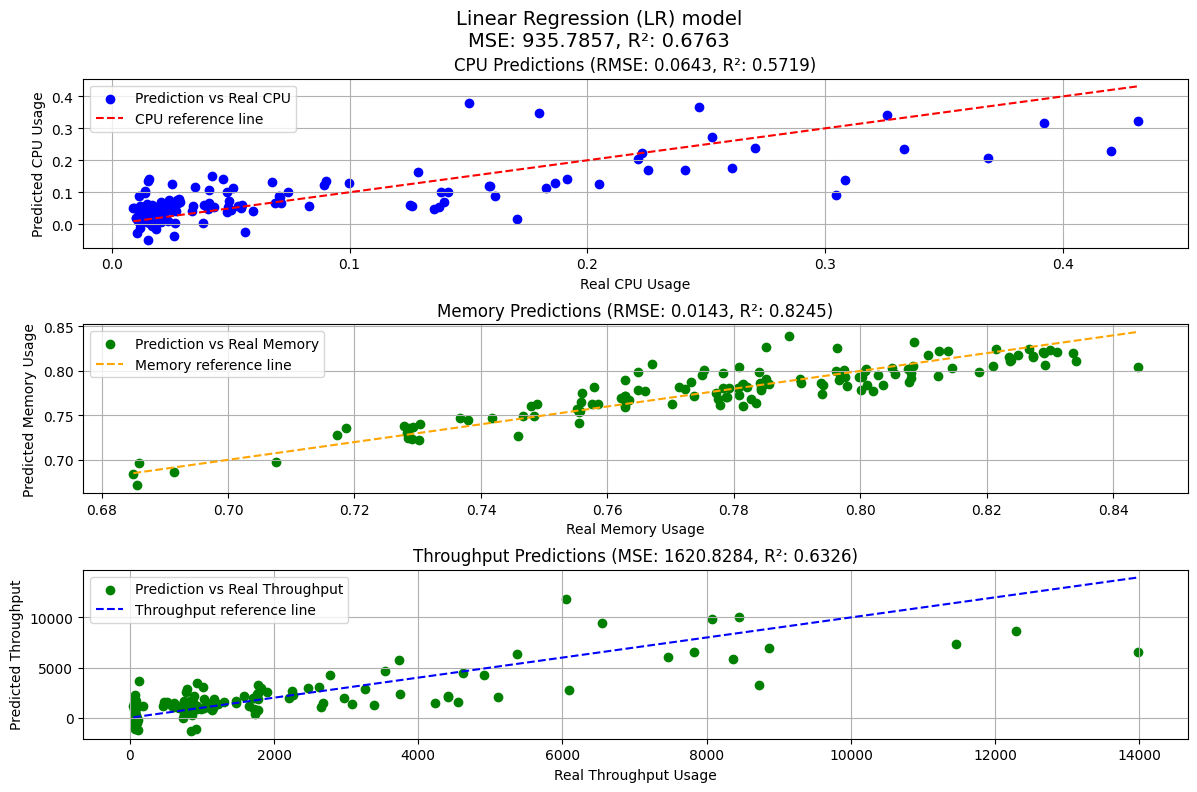 Linear Regression (LR) model
MSE: 935.7857, R²: 0.6763
CPU Predictions (RMSE: 0.0643, R²: 0.5719)
Predicted CPU Usage
0.4
0.3
0.2
0.1
0.0
Prediction vs Real CPU
CPU reference line
0.0 0.1 0.2 0.3 0.4
Real CPU Usage
Memory Predictions (RMSE: 0.0143, R²: 0.8245)
Predicted Memory Usage
0.85
0.80
0.75
0.70
Prediction vs Real Memory
Memory reference line
0.68 0.70 0.72 0.74 0.76 0.78 0.80 0.82 0.84
Real Memory Usage
Throughput Predictions (MSE: 1620.8284, R²: 0.6326)
Predicted Throughput
10000
5000
0
Prediction vs Real Throughput
Throughput reference line
0 2000 4000 6000 8000 10000 12000 14000
Real Throughput Usage